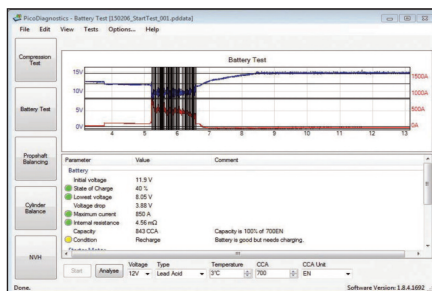 PicoDiagnostics - Battery Test [150206_StartTest_001.pddata]
File Edit View Tests Options... Help
Compression Test
Battery Test
Propshaft Balancing
Cylinder Balance
NVH
Battery Test
15V
10V
5V
0V
1500A
1000A
500A
0A
4 5 6 7 8 9 10 11 12 13
Parameter Value Comment
Battery
Initial voltage 11.9 V
State of Charge 40 %
Lowest voltage 8.05 V
Voltage drop 3.88 V
Maximum current 850 A
Internal resistance 4.56 mΩ
Capacity 843 CCA Capacity is 100% of 700EN
Condition Recharge Battery is good but needs charging.
Voltage Type Temperature CCA CCA Unit
Start Analyse 12V Lead Acid 3°C 700 EN
Done. Software Version: 1.8.4.1692